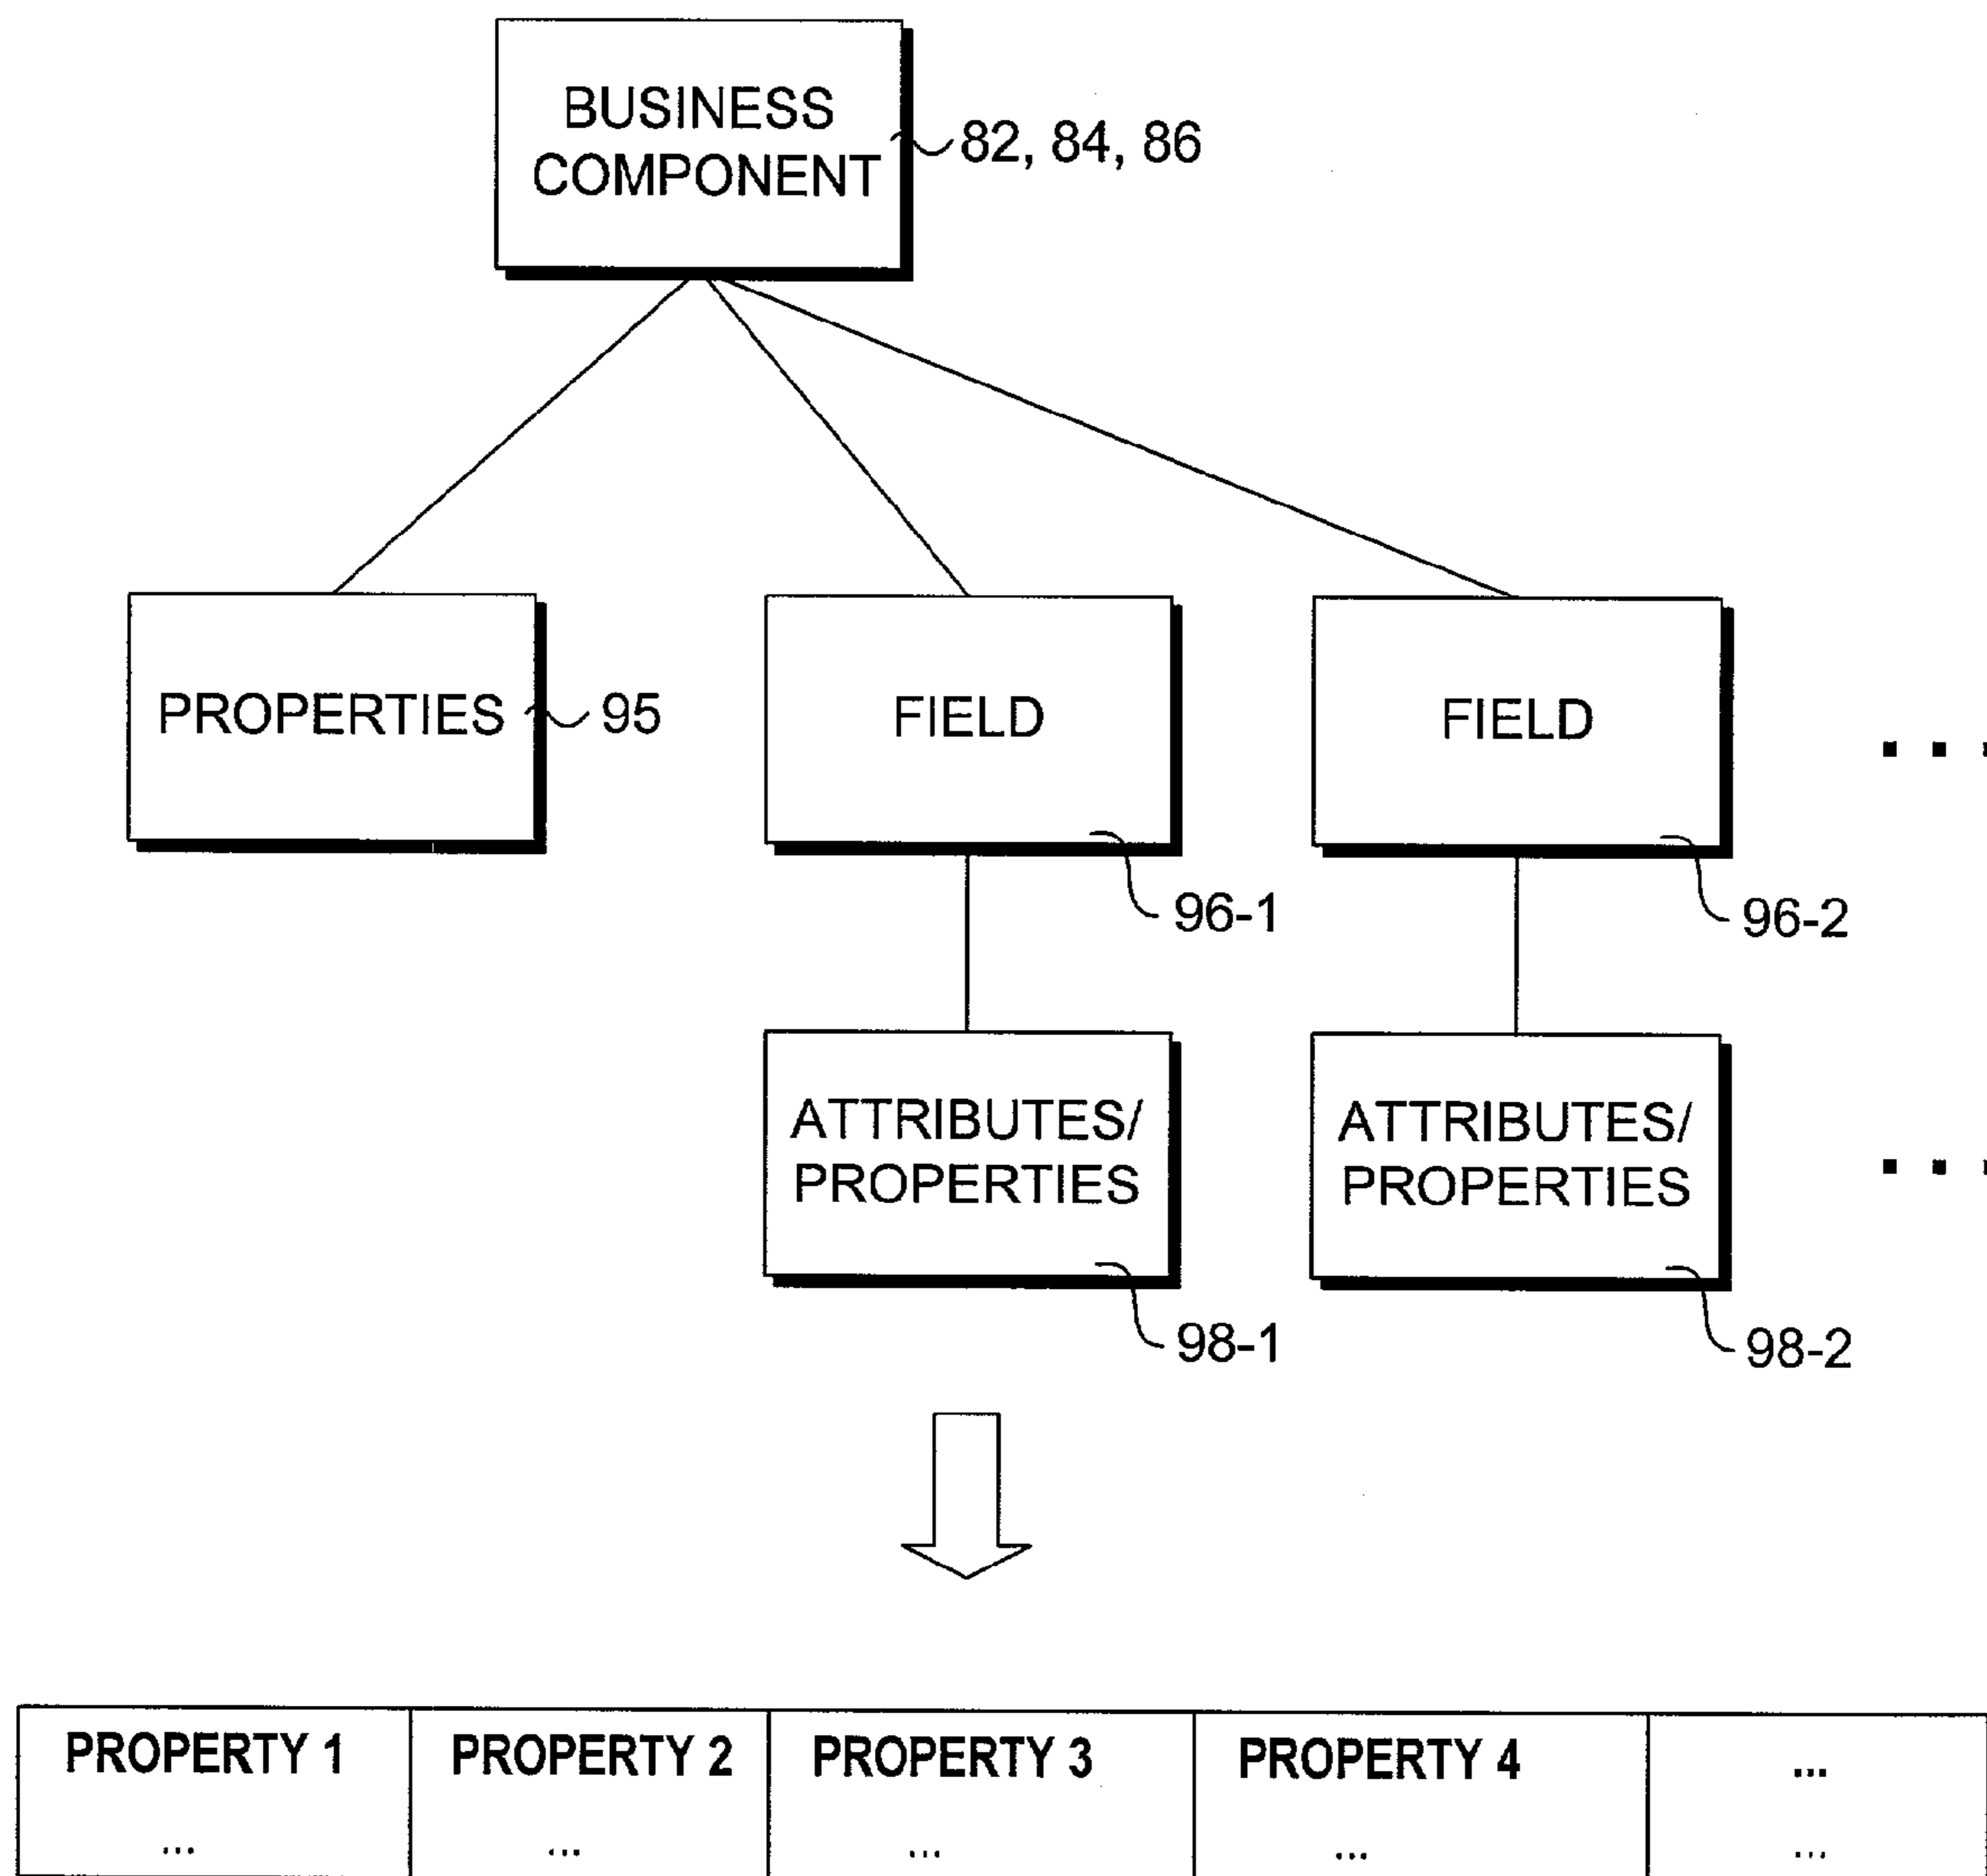 BUSINESS
COMPONENT
82, 84, 86
PROPERTIES
95
FIELD
FIELD
...
96-1
96-2
ATTRIBUTES/
PROPERTIES
ATTRIBUTES/
PROPERTIES
...
98-1
98-2
PROPERTY 1 PROPERTY 2 PROPERTY 3 PROPERTY 4 ...
... ... ... ... ...